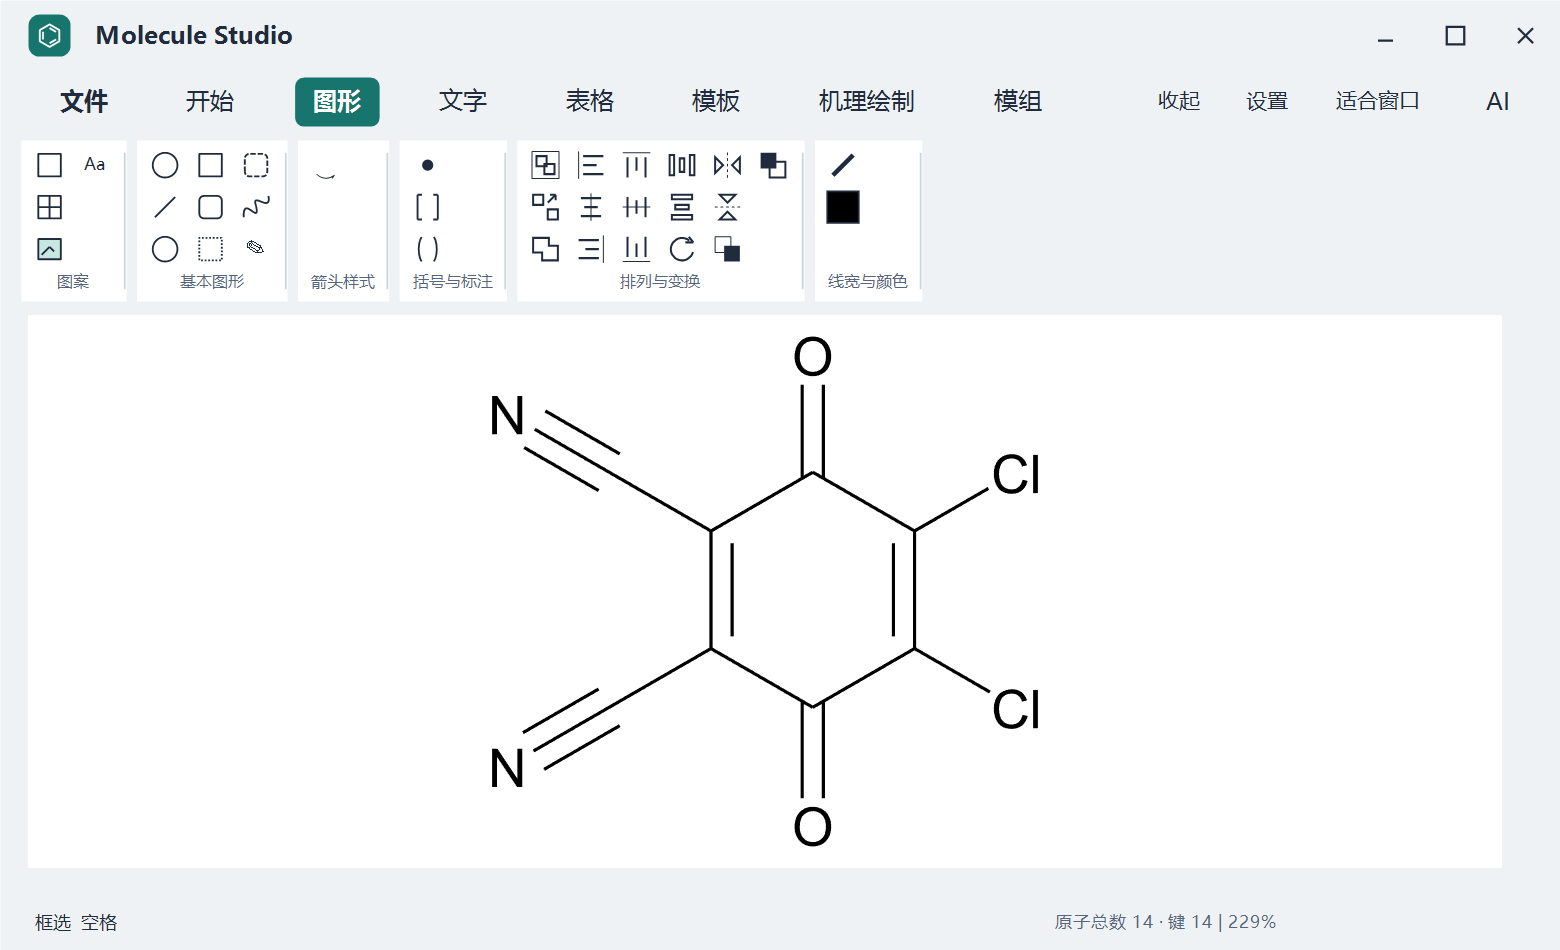 Molecule Studio
文件 开始 图形 文字 表格 模板 机理绘制 模组 收起 设置 适合窗口 AI
Aa
图案 基本图形 箭头样式 括号与标注 排列与变换 线宽与颜色
O
N
Cl
Cl
N
O
框选 空格 原子总数 14 · 键 14 | 229%